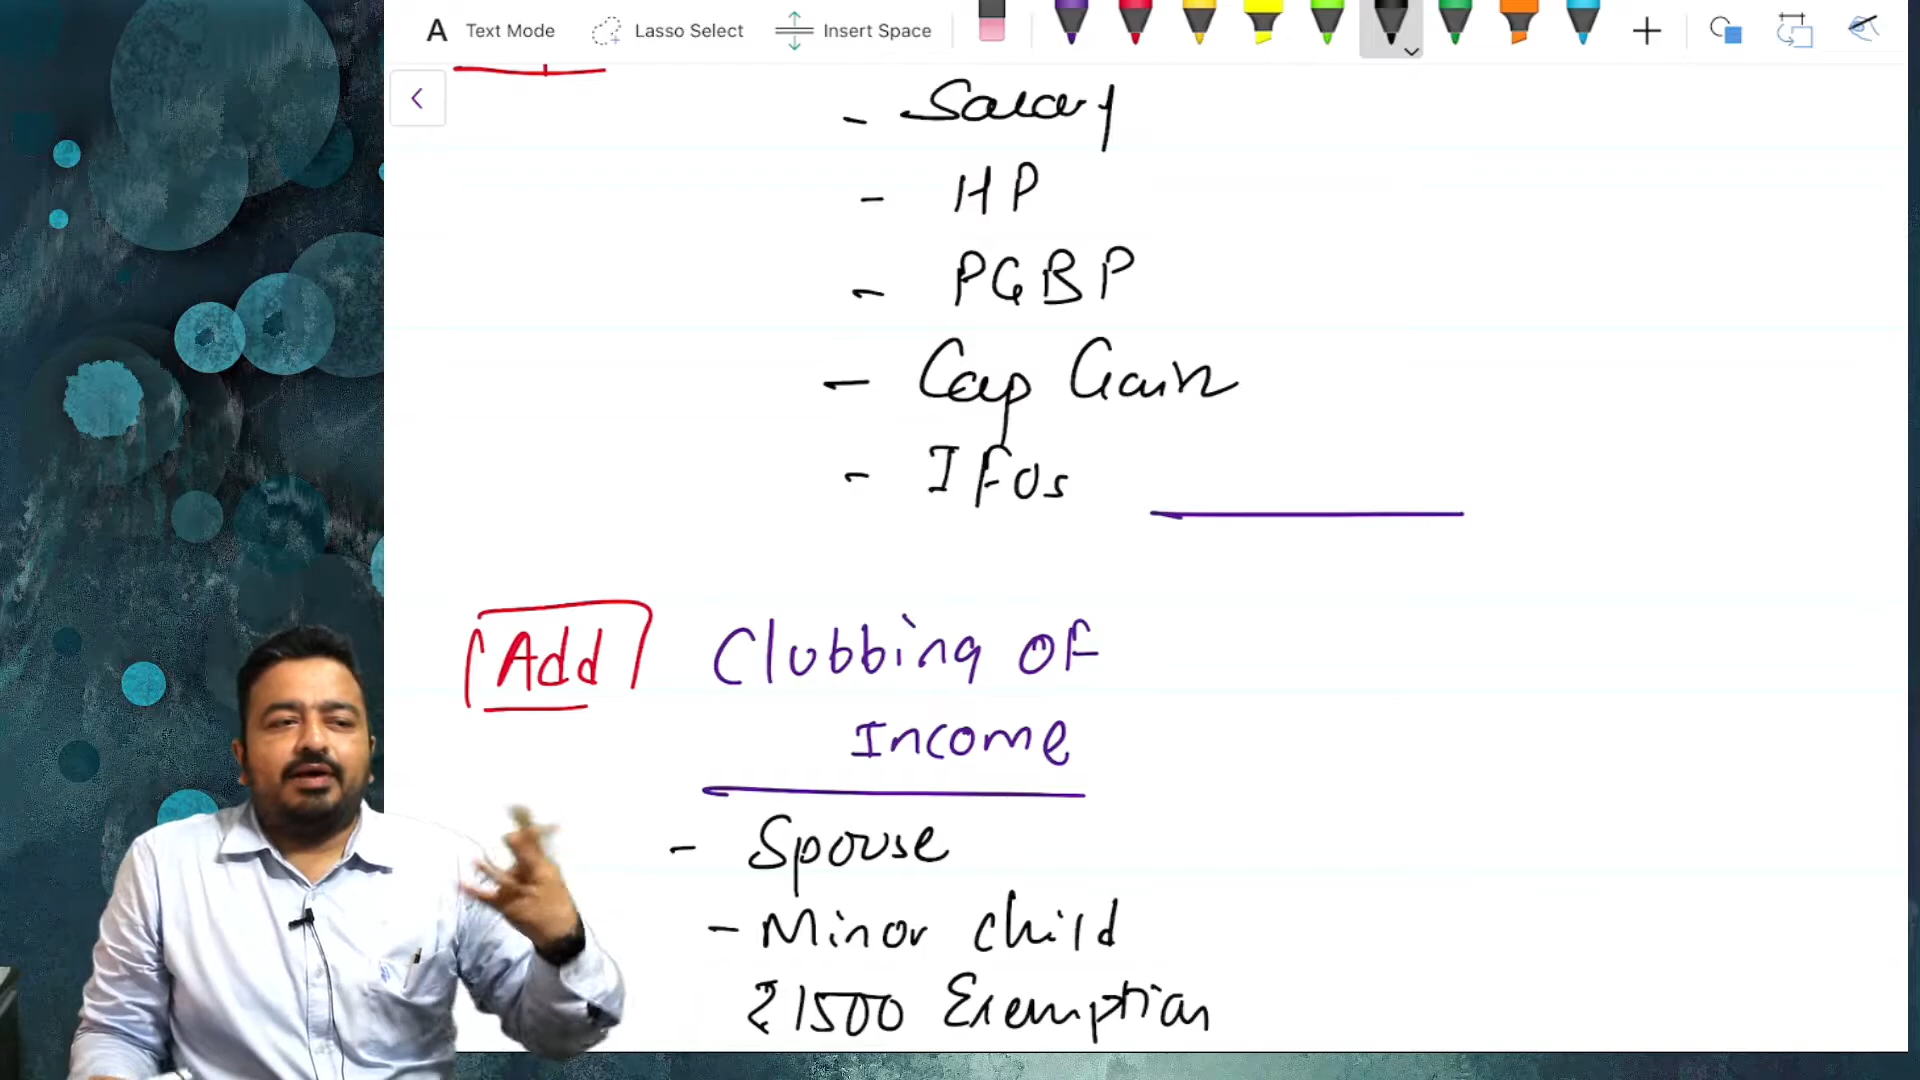 A Text Mode Lasso Select Insert Space
- Salary
- HP
- PGBP
- Cap Gain
- IFOs
Add Clubbing of
Income
- Spouse
- Minor child
₹1500 Exemption